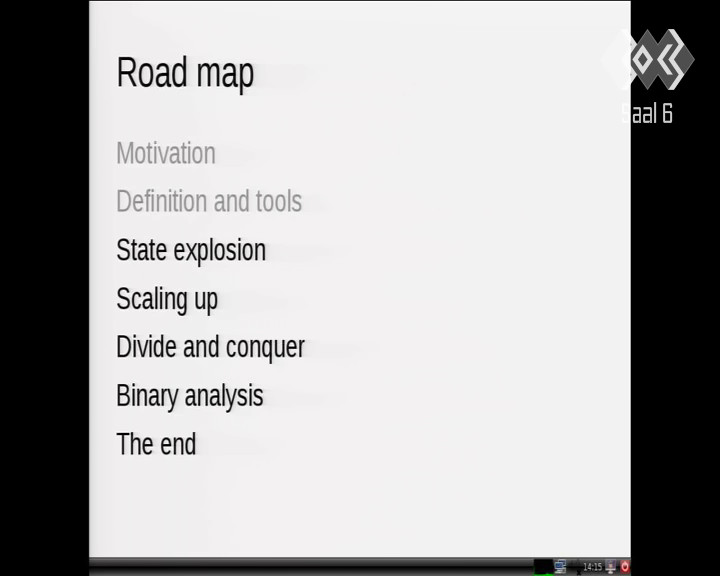 Road map
Motivation
Definition and tools
State explosion
Scaling up
Divide and conquer
Binary analysis
The end
Saal 6
14:15